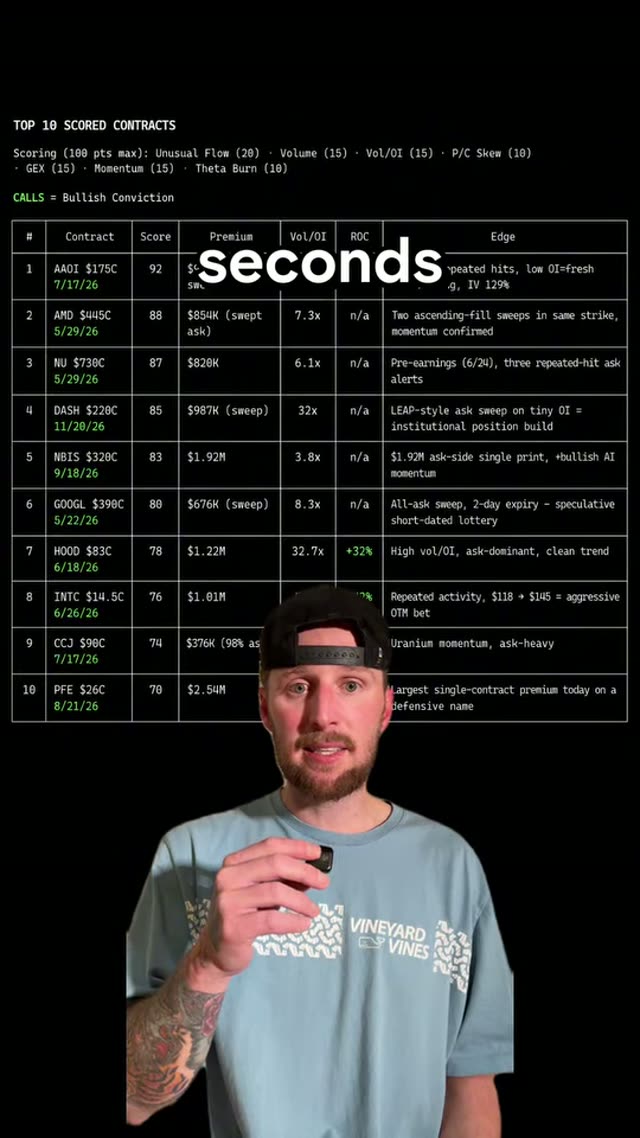 TOP 10 SCORED CONTRACTS
Scoring (100 pts max): Unusual Flow (20) · Volume (15) · Vol/OI (15) · P/C Skew (10)
· GEX (15) · Momentum (15) · Theta Burn (10)
CALLS = Bullish Conviction
# Contract Score Premium Vol/OI ROC Edge
seconds
1 AAOI $175C 92 repeated hits, low OI=fresh
7/17/26 IV 129%
2 AMD $445C 88 $854K (swept 7.3x n/a Two ascending-fill sweeps in same strike,
5/29/26 ask) momentum confirmed
3 NU $730C 87 $820K 6.1x n/a Pre-earnings (6/24), three repeated-hit ask
5/29/26 alerts
4 DASH $220C 85 $987K (sweep) 32x n/a LEAP-style ask sweep on tiny OI =
11/20/26 institutional position build
5 NBIS $320C 83 $1.92M 3.8x n/a $1.92M ask-side single print, +bullish AI
9/18/26 momentum
6 GOOGL $390C 80 $676K (sweep) 8.3x n/a All-ask sweep, 2-day expiry – speculative
5/22/26 short-dated lottery
7 HOOD $83C 78 $1.22M 32.7x +32% High vol/OI, ask-dominant, clean trend
6/18/26
8 INTC $14.5C 76 $1.01M Repeated activity, $118 → $145 = aggressive
6/26/26 OTM bet
9 CCJ $90C 74 $376K (98% Uranium momentum, ask-heavy
7/17/26
10 PFE $26C 70 $2.54M Largest single-contract premium today on a
8/21/26 defensive name
VINEYARD
VINES